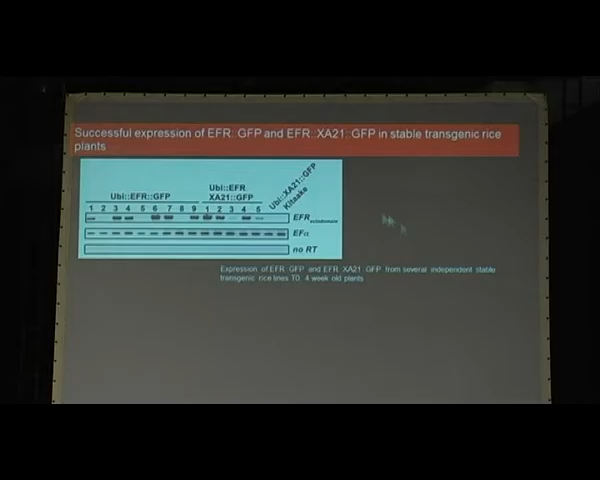 Successful expression of EFR: GFP and EFR: XA21: GFP in stable transgenic rice
plants
Ubi::EFR::GFP
Ubi::EFR
XA21::GFP
Ubi::XA21::GFP
Kitaake
1 2 3 4 5 6 7 8 9 1 2 3 4 5
EFRectodomain
EFα
no RT
Expression of EFR GFP and EFR XA21 GFP from several independent stable
transgenic rice lines T0, 4 week old plants